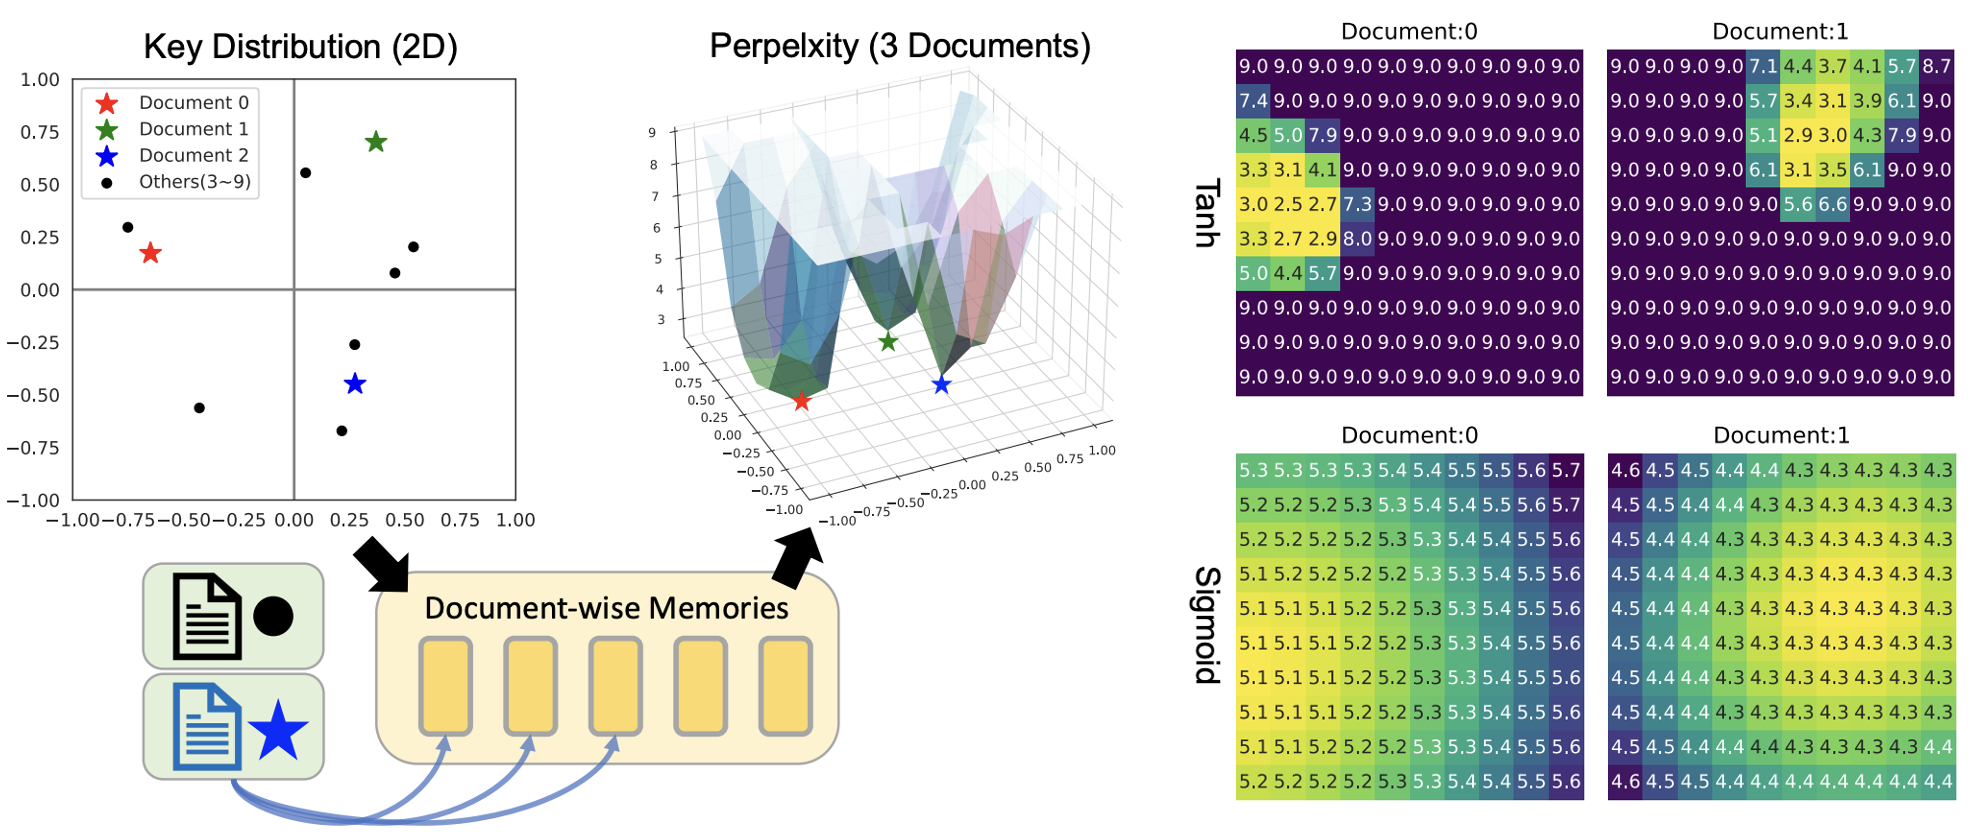 Key Distribution (2D)
1.00
0.75
0.50
0.25
0.00
−0.25
−0.50
−0.75
−1.00
Document 0
Document 1
Document 2
Others(3~9)
−1.00 −0.75 −0.50 −0.25 0.00 0.25 0.50 0.75 1.00
Perpelxity (3 Documents)
9
8
7
6
5
4
3
1.00
0.75
0.50
0.25
0.00
−0.25
−0.50
−0.75
−1.00
−1.00 −0.75 −0.50 −0.25 0.00 0.25 0.50 0.75 1.00
Document-wise Memories
Tanh
Document:0
9.0 9.0 9.0 9.0 9.0 9.0 9.0 9.0 9.0 9.0
7.4 9.0 9.0 9.0 9.0 9.0 9.0 9.0 9.0 9.0
4.5 5.0 7.9 9.0 9.0 9.0 9.0 9.0 9.0 9.0
3.3 3.1 4.1 9.0 9.0 9.0 9.0 9.0 9.0 9.0
3.0 2.5 2.7 7.3 9.0 9.0 9.0 9.0 9.0 9.0
3.3 2.7 2.9 8.0 9.0 9.0 9.0 9.0 9.0 9.0
5.0 4.4 5.7 9.0 9.0 9.0 9.0 9.0 9.0 9.0
9.0 9.0 9.0 9.0 9.0 9.0 9.0 9.0 9.0 9.0
9.0 9.0 9.0 9.0 9.0 9.0 9.0 9.0 9.0 9.0
9.0 9.0 9.0 9.0 9.0 9.0 9.0 9.0 9.0 9.0
Document:1
9.0 9.0 9.0 9.0 7.1 4.4 3.7 4.1 5.7 8.7
9.0 9.0 9.0 9.0 5.7 3.4 3.1 3.9 6.1 9.0
9.0 9.0 9.0 9.0 5.1 2.9 3.0 4.3 7.9 9.0
9.0 9.0 9.0 9.0 6.1 3.1 3.5 6.1 9.0 9.0
9.0 9.0 9.0 9.0 9.0 5.6 6.6 9.0 9.0 9.0
9.0 9.0 9.0 9.0 9.0 9.0 9.0 9.0 9.0 9.0
9.0 9.0 9.0 9.0 9.0 9.0 9.0 9.0 9.0 9.0
9.0 9.0 9.0 9.0 9.0 9.0 9.0 9.0 9.0 9.0
9.0 9.0 9.0 9.0 9.0 9.0 9.0 9.0 9.0 9.0
9.0 9.0 9.0 9.0 9.0 9.0 9.0 9.0 9.0 9.0
Sigmoid
Document:0
5.3 5.3 5.3 5.3 5.4 5.4 5.5 5.5 5.6 5.7
5.2 5.2 5.2 5.3 5.3 5.4 5.4 5.5 5.6 5.7
5.2 5.2 5.2 5.2 5.3 5.3 5.4 5.4 5.5 5.6
5.1 5.2 5.2 5.2 5.2 5.3 5.3 5.4 5.5 5.6
5.1 5.1 5.1 5.2 5.2 5.3 5.3 5.4 5.5 5.6
5.1 5.1 5.1 5.2 5.2 5.3 5.3 5.4 5.5 5.6
5.1 5.1 5.1 5.2 5.2 5.3 5.3 5.4 5.5 5.6
5.1 5.1 5.1 5.2 5.2 5.3 5.3 5.4 5.5 5.6
5.1 5.1 5.2 5.2 5.2 5.3 5.3 5.4 5.5 5.6
5.2 5.2 5.2 5.2 5.3 5.3 5.4 5.4 5.5 5.6
Document:1
4.6 4.5 4.5 4.4 4.4 4.3 4.3 4.3 4.3 4.3
4.5 4.5 4.4 4.4 4.3 4.3 4.3 4.3 4.3 4.3
4.5 4.4 4.4 4.3 4.3 4.3 4.3 4.3 4.3 4.3
4.5 4.4 4.4 4.3 4.3 4.3 4.3 4.3 4.3 4.3
4.5 4.4 4.4 4.3 4.3 4.3 4.3 4.3 4.3 4.3
4.5 4.4 4.4 4.3 4.3 4.3 4.3 4.3 4.3 4.3
4.5 4.4 4.4 4.3 4.3 4.3 4.3 4.3 4.3 4.3
4.5 4.4 4.4 4.3 4.3 4.3 4.3 4.3 4.3 4.3
4.5 4.5 4.4 4.4 4.4 4.3 4.3 4.3 4.3 4.4
4.6 4.5 4.5 4.4 4.4 4.4 4.4 4.4 4.4 4.4